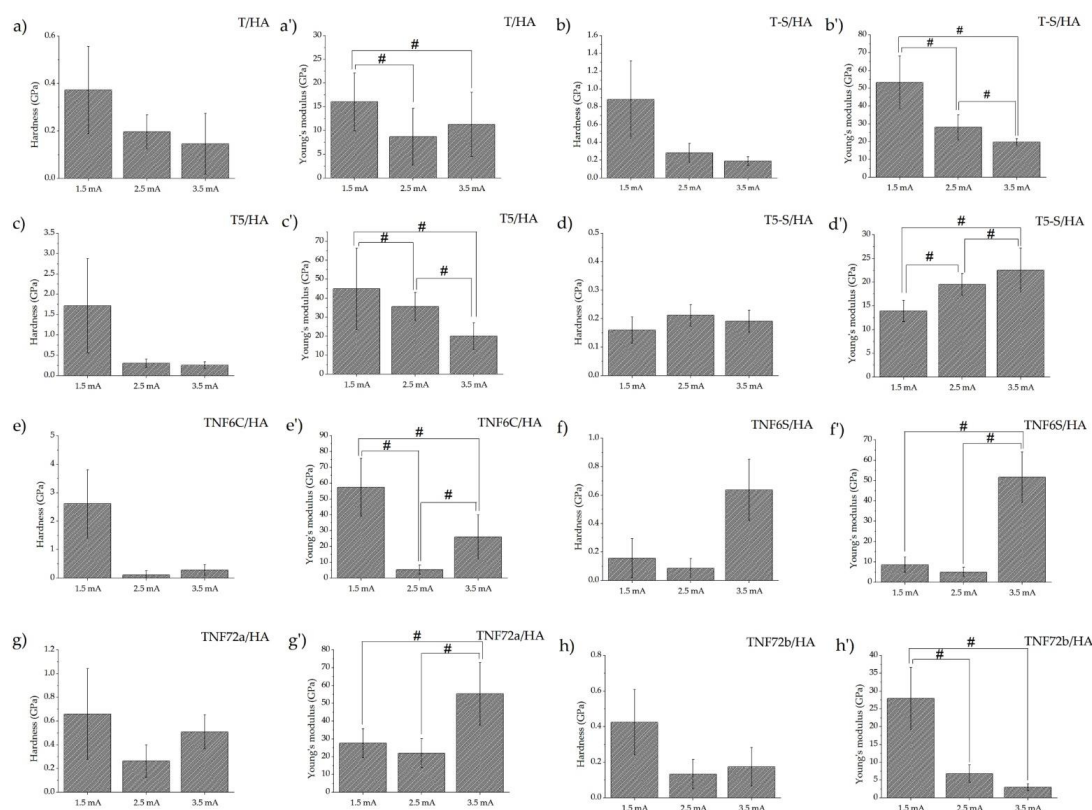 a) T/HA
Hardness (GPa)
0.6
0.4
0.2
0.0
1.5 mA 2.5 mA 3.5 mA
a') T/HA
Young's modulus (GPa)
30
25
20
15
10
5
0
# #
1.5 mA 2.5 mA 3.5 mA
b) T-S/HA
Hardness (GPa)
1.6
1.4
1.2
1.0
0.8
0.6
0.4
0.2
0.0
1.5 mA 2.5 mA 3.5 mA
b') T-S/HA
Young's modulus (GPa)
80
70
60
50
40
30
20
10
0
# # #
1.5 mA 2.5 mA 3.5 mA
c) T5/HA
Hardness (GPa)
3.5
3.0
2.5
2.0
1.5
1.0
0.5
0.0
1.5 mA 2.5 mA 3.5 mA
c') T5/HA
Young's modulus (GPa)
70
60
50
40
30
20
10
0
# # #
1.5 mA 2.5 mA 3.5 mA
d) T5-S/HA
Hardness (GPa)
0.5
0.4
0.3
0.2
0.1
0.0
1.5 mA 2.5 mA 3.5 mA
d') T5-S/HA
Young's modulus (GPa)
30
25
20
15
10
5
0
# # #
1.5 mA 2.5 mA 3.5 mA
e) TNF6C/HA
Hardness (GPa)
5
4
3
2
1
0
1.5 mA 2.5 mA 3.5 mA
e') TNF6C/HA
Young's modulus (GPa)
90
80
70
60
50
40
30
20
10
0
# # #
1.5 mA 2.5 mA 3.5 mA
f) TNF6S/HA
Hardness (GPa)
1.0
0.8
0.6
0.4
0.2
0.0
1.5 mA 2.5 mA 3.5 mA
f') TNF6S/HA
Young's modulus (GPa)
70
60
50
40
30
20
10
0
# #
1.5 mA 2.5 mA 3.5 mA
g) TNF72a/HA
Hardness (GPa)
1.2
1.0
0.8
0.6
0.4
0.2
0.0
1.5 mA 2.5 mA 3.5 mA
g') TNF72a/HA
Young's modulus (GPa)
80
70
60
50
40
30
20
10
0
# #
1.5 mA 2.5 mA 3.5 mA
h) TNF72b/HA
Hardness (GPa)
0.8
0.6
0.4
0.2
0.0
1.5 mA 2.5 mA 3.5 mA
h') TNF72b/HA
Young's modulus (GPa)
40
35
30
25
20
15
10
5
0
# #
1.5 mA 2.5 mA 3.5 mA